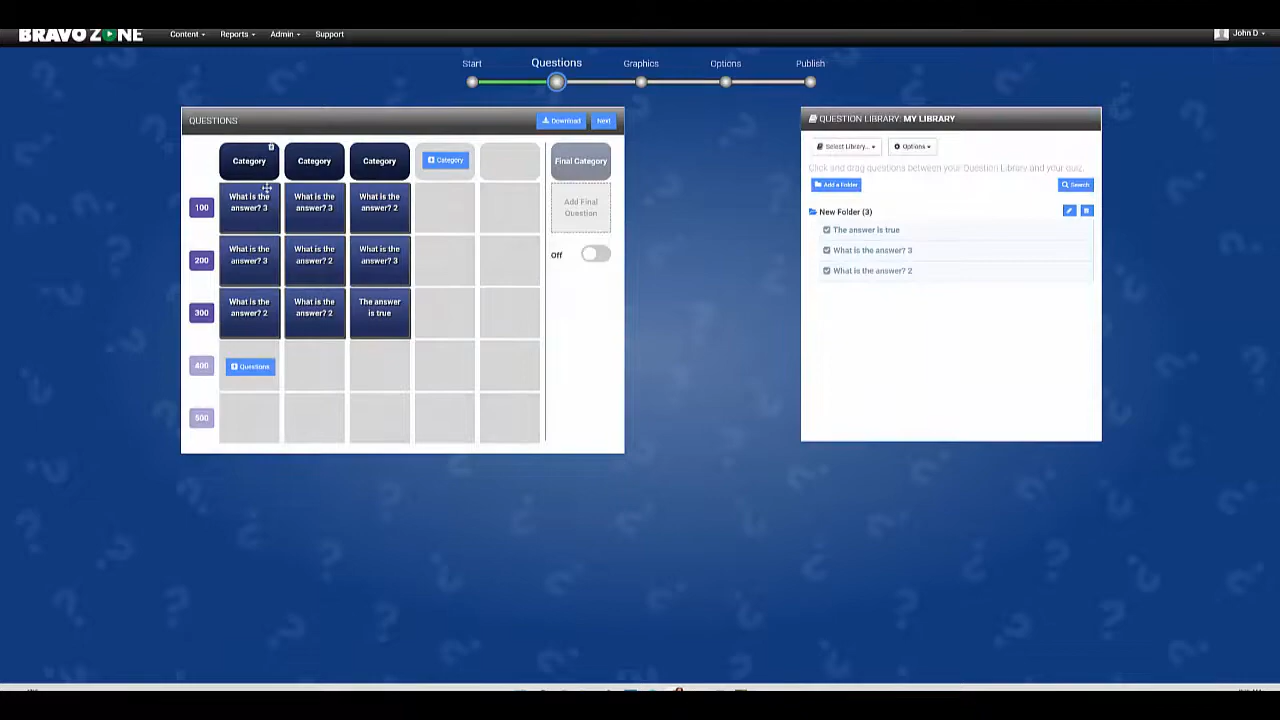 BRAVO ZONE
Content
Reports
Admin
Support
John D
Start
Questions
Graphics
Options
Publish
QUESTIONS
Download
Next
Category
Category
Category
Category
Final Category
100
What is the
answer? 3
What is the
answer? 3
What is the
answer? 2
Add Final
Question
200
What is the
answer? 3
What is the
answer? 2
What is the
answer? 3
Off
300
What is the
answer? 2
What is the
answer? 2
The answer
is true
400
Questions
500
QUESTION LIBRARY: MY LIBRARY
Select Library...
Options
Click and drag questions between your Question Library and your quiz.
Add a Folder
Search
New Folder (3)
The answer is true
What is the answer? 3
What is the answer? 2